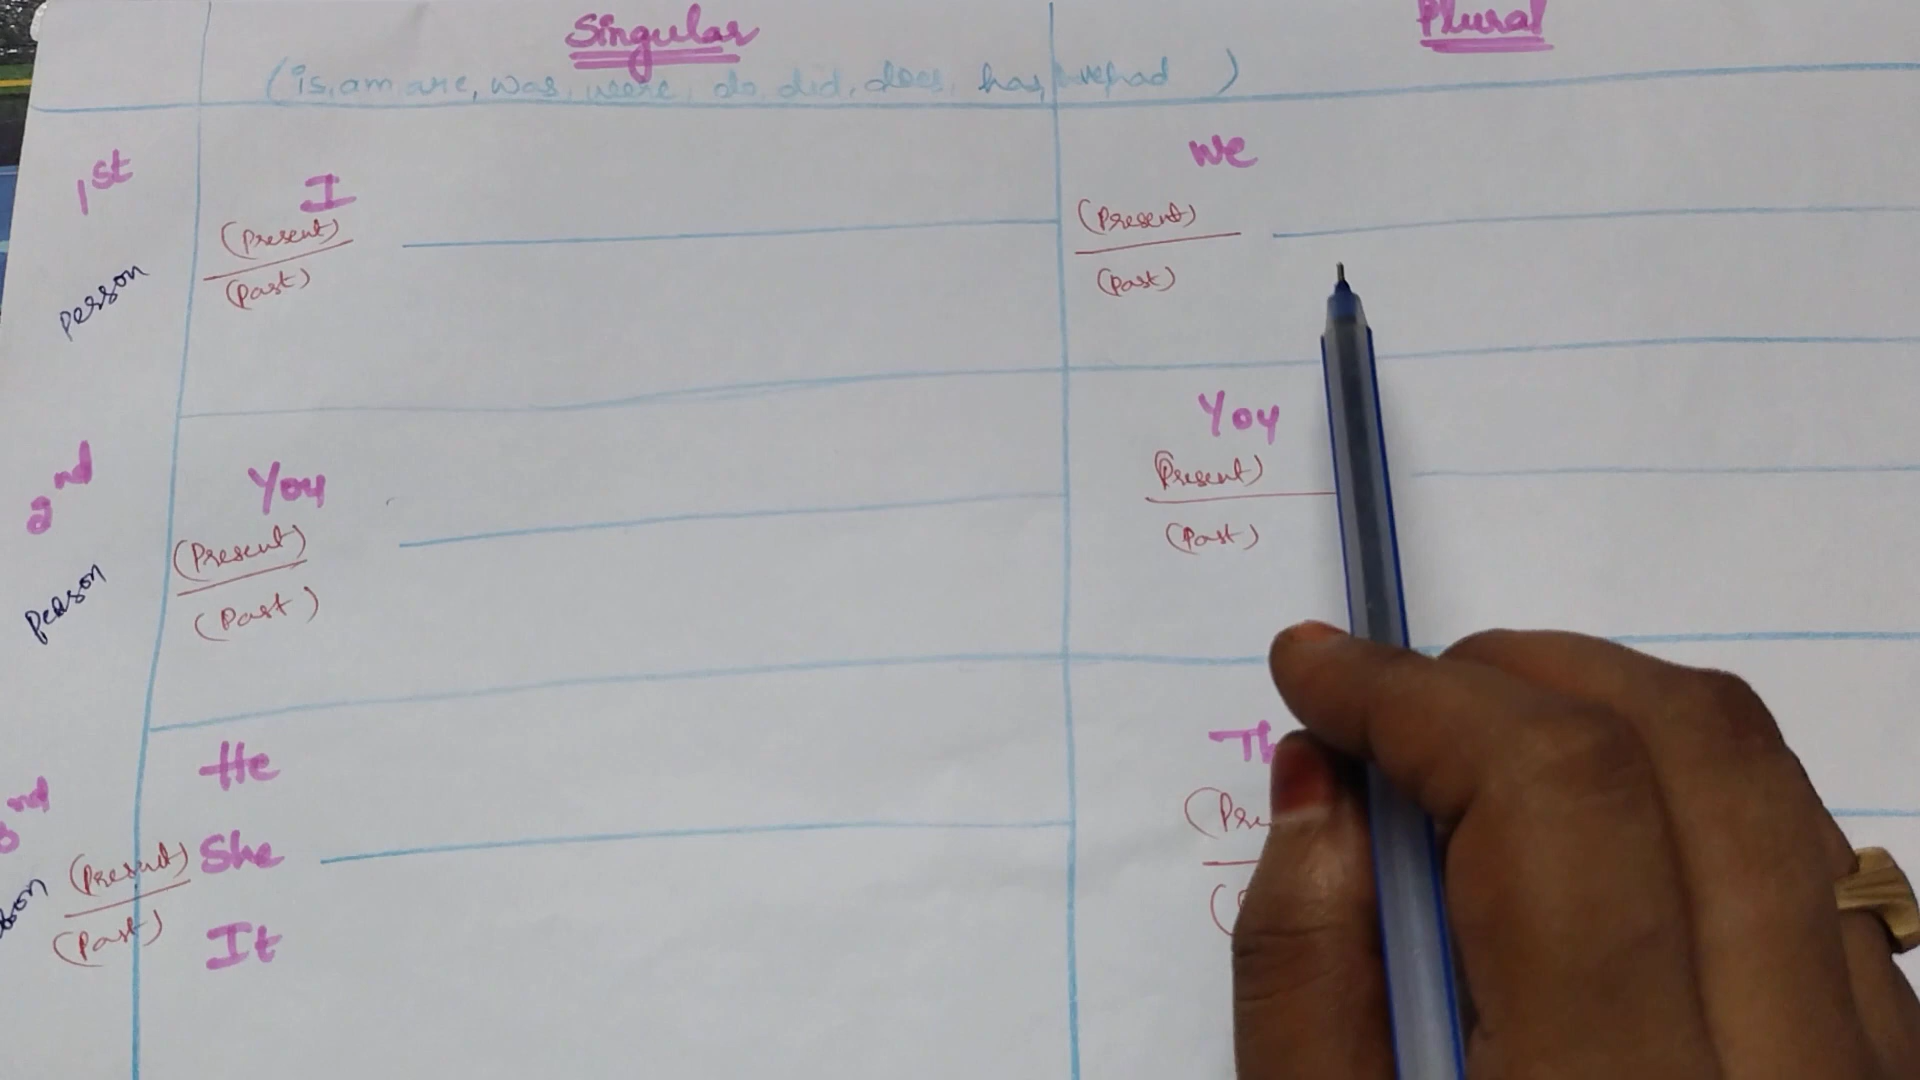 Singular
Plural
(is, am are, was, were, do did, does, has, had )
1st
person
I
(Present)
(Past)
We
(Present)
(Past)
2nd
person
You
(Present)
(Past)
You
(Present)
(Past)
He
She
It
(Present)
(Past)